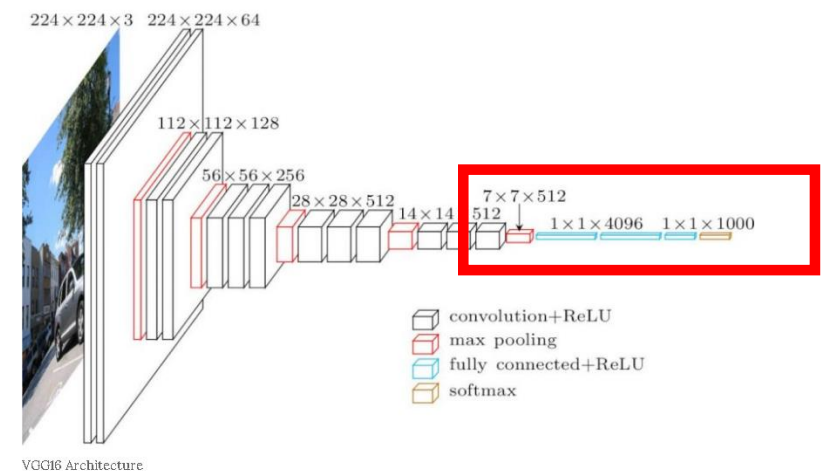 224×224×3
224×224×64
112×112×128
56×56×256
28×28×512
14×14 512
7×7×512
1×1×4096
1×1×1000
convolution+ReLU
max pooling
fully connected+ReLU
softmax
VGG16 Architecture